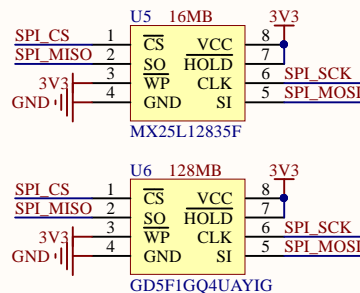 U5 16MB 3V3
SPI_CS 1 CS VCC 8
SPI_MISO 2 SO HOLD 7
3V3 3 WP CLK 6 SPI_SCK
GND 4 GND SI 5 SPI_MOSI
MX25L12835F
U6 128MB 3V3
SPI_CS 1 CS VCC 8
SPI_MISO 2 SO HOLD 7
3V3 3 WP CLK 6 SPI_SCK
GND 4 GND SI 5 SPI_MOSI
GD5F1GQ4UAYIG